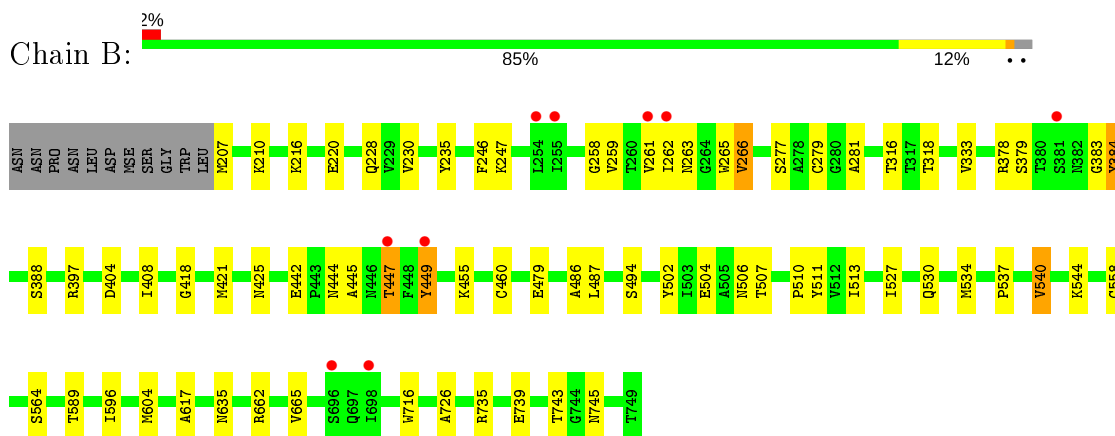 2%
Chain B:
85% 12% • •
ASN ASN PRO ASN LEU ASP MSE SER GLY TRP LEU M207 K210 K216 E220 Q228 V229 V230 Y235 F246 K247 L254 I255 G258 V259 T260 V261 I262 N263 G264 W265 V266 S277 A278 C279 G280 A281 T316 T317 T318 V333 R378 S379 T380 S381 N382 G383 Y384
S388 R397 D404 I408 G418 M421 N425 E442 P443 N444 A445 N446 T447 F448 Y449 K455 C460 E479 A486 L487 S494 Y502 I503 E504 A505 N506 T507 P510 Y511 V512 I513 I527 Q530 M534 P537 V540 K544 G558
S564 T589 I596 M604 A617 N635 R662 V665 S696 Q697 I698 W716 A726 R735 E739 T743 G744 N745 T749